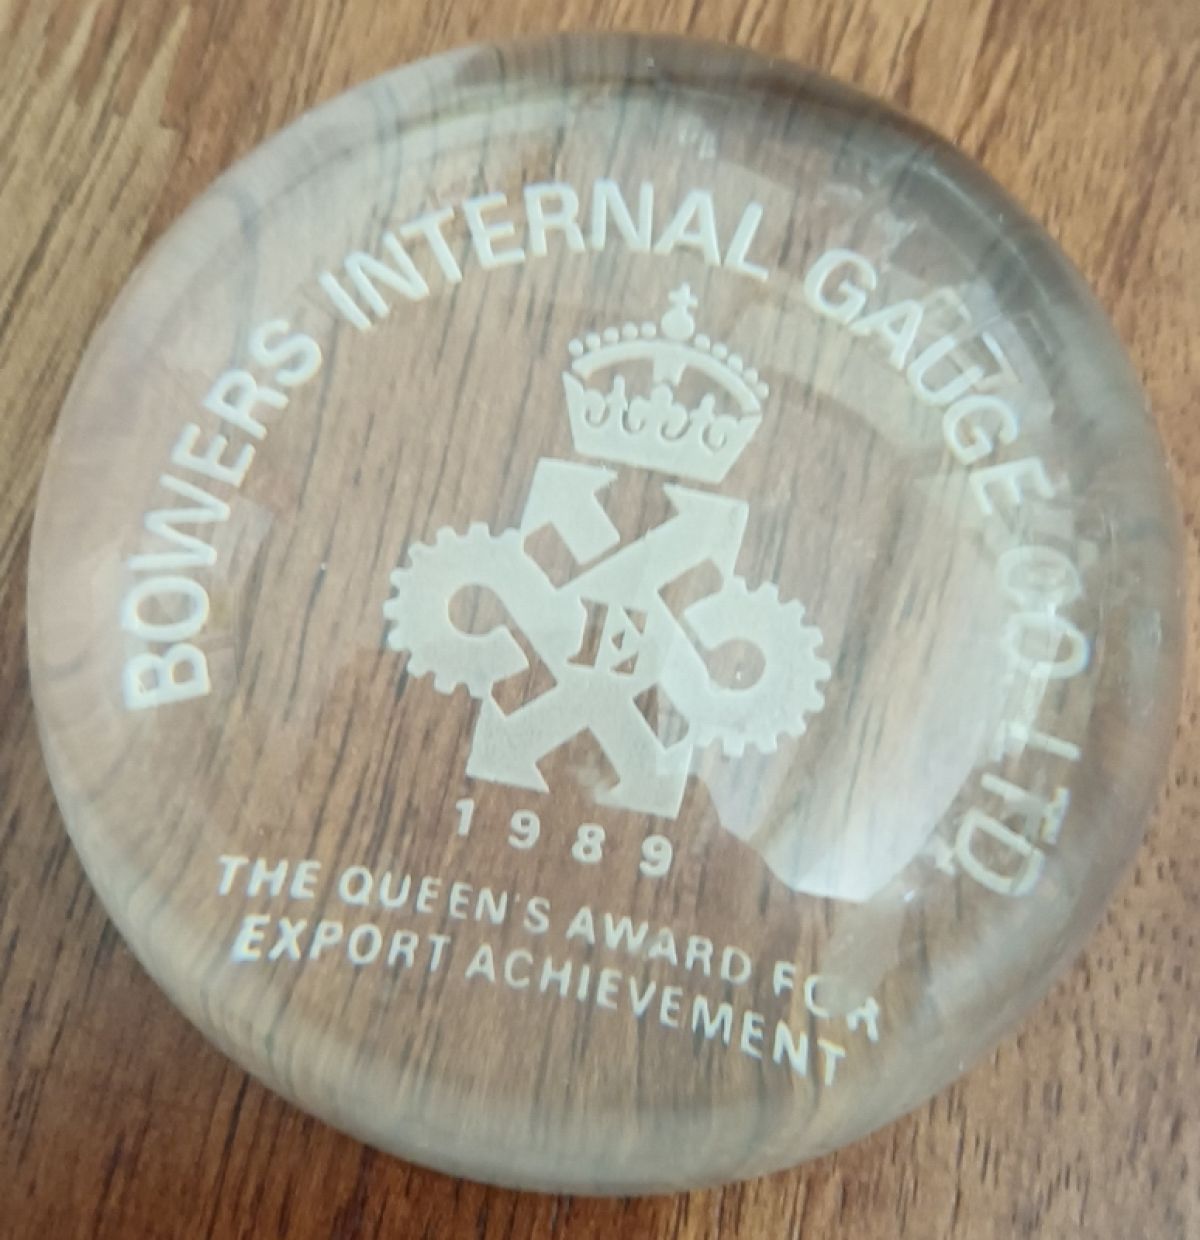 BOWERS INTERNAL GAUGE CO LTD
E
1989
THE QUEEN'S AWARD FOR
EXPORT ACHIEVEMENT